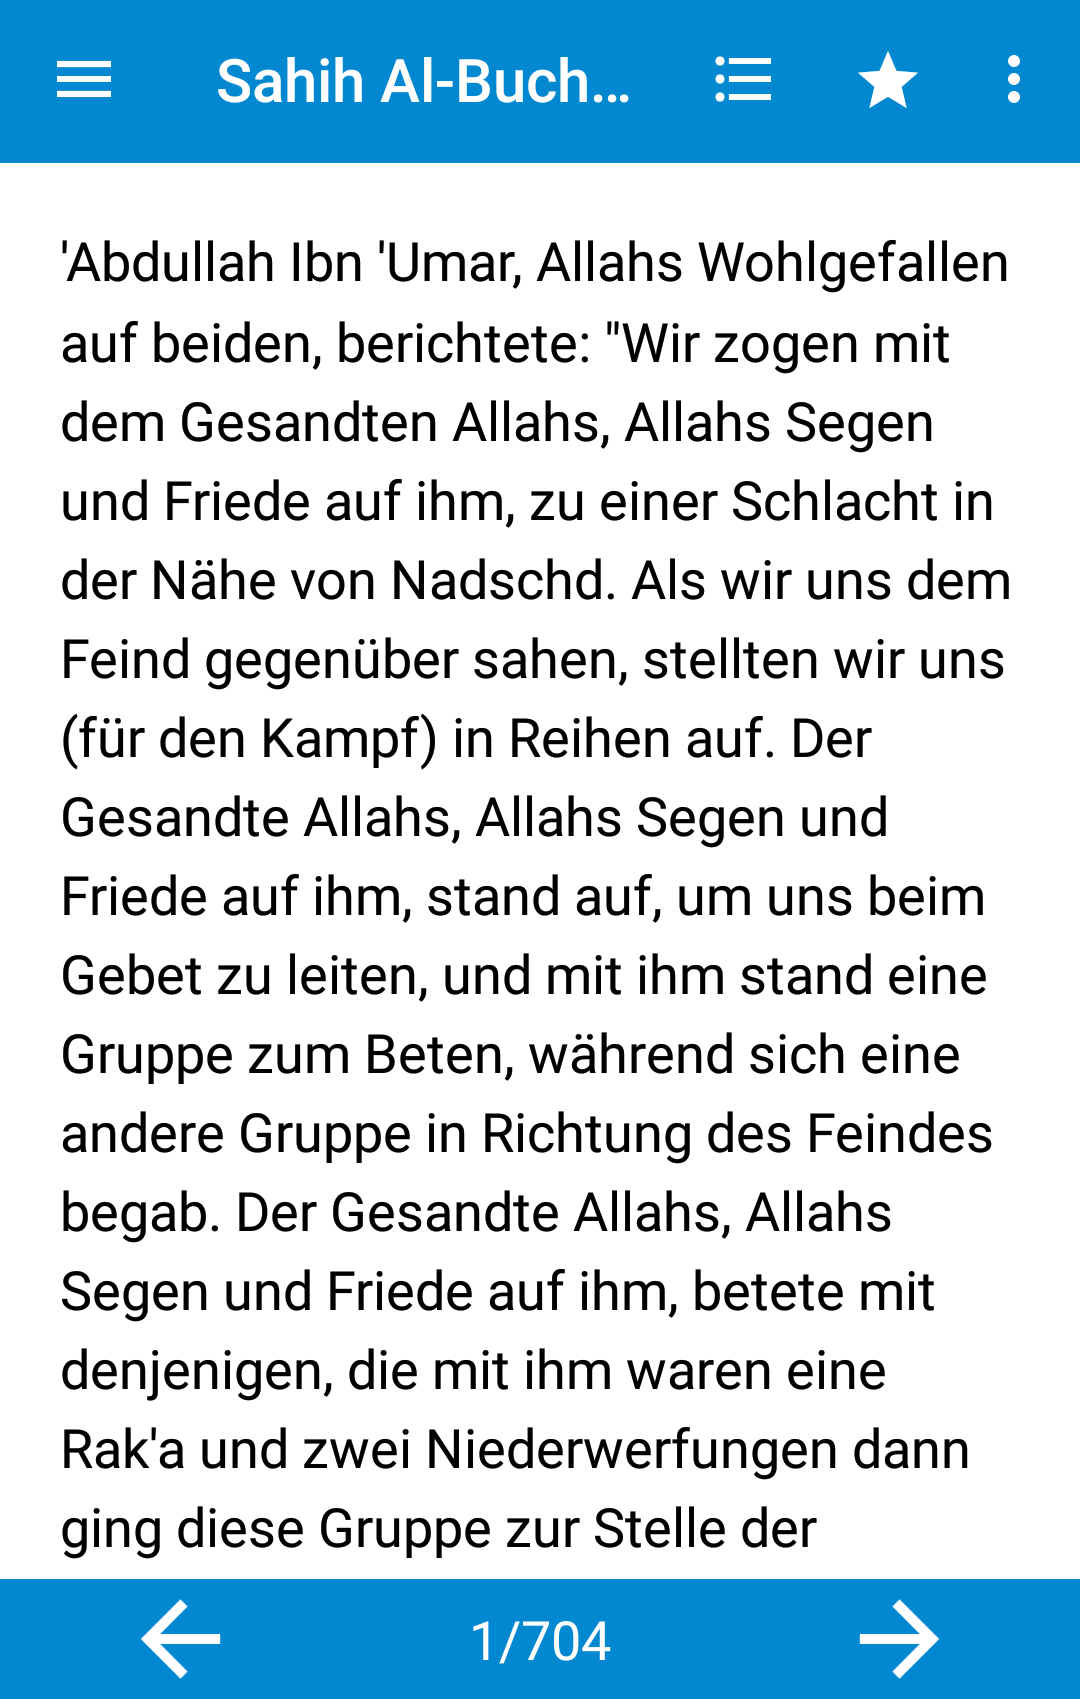 Sahih Al-Buch...
'Abdullah Ibn 'Umar, Allahs Wohlgefallen
auf beiden, berichtete: "Wir zogen mit
dem Gesandten Allahs, Allahs Segen
und Friede auf ihm, zu einer Schlacht in
der Nähe von Nadschd. Als wir uns dem
Feind gegenüber sahen, stellten wir uns
(für den Kampf) in Reihen auf. Der
Gesandte Allahs, Allahs Segen und
Friede auf ihm, stand auf, um uns beim
Gebet zu leiten, und mit ihm stand eine
Gruppe zum Beten, während sich eine
andere Gruppe in Richtung des Feindes
begab. Der Gesandte Allahs, Allahs
Segen und Friede auf ihm, betete mit
denjenigen, die mit ihm waren eine
Rak'a und zwei Niederwerfungen dann
ging diese Gruppe zur Stelle der
1/704